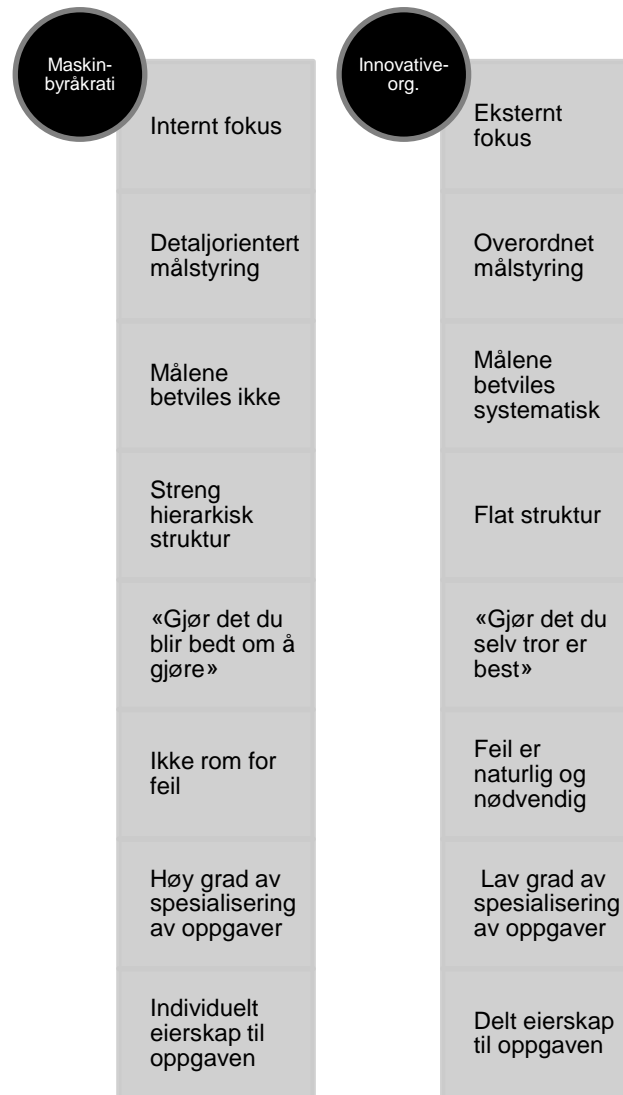 Maskin-
byråkrati
Internt fokus
Detaljorientert
målstyring
Målene
betviles ikke
Streng
hierarkisk
struktur
«Gjør det du
blir bedt om å
gjøre»
Ikke rom for
feil
Høy grad av
spesialisering
av oppgaver
Individuelt
eierskap til
oppgaven
Innovative-
org.
Eksternt
fokus
Overordnet
målstyring
Målene
betviles
systematisk
Flat struktur
«Gjør det du
selv tror er
best»
Feil er
naturlig og
nødvendig
Lav grad av
spesialisering
av oppgaver
Delt eierskap
til oppgaven